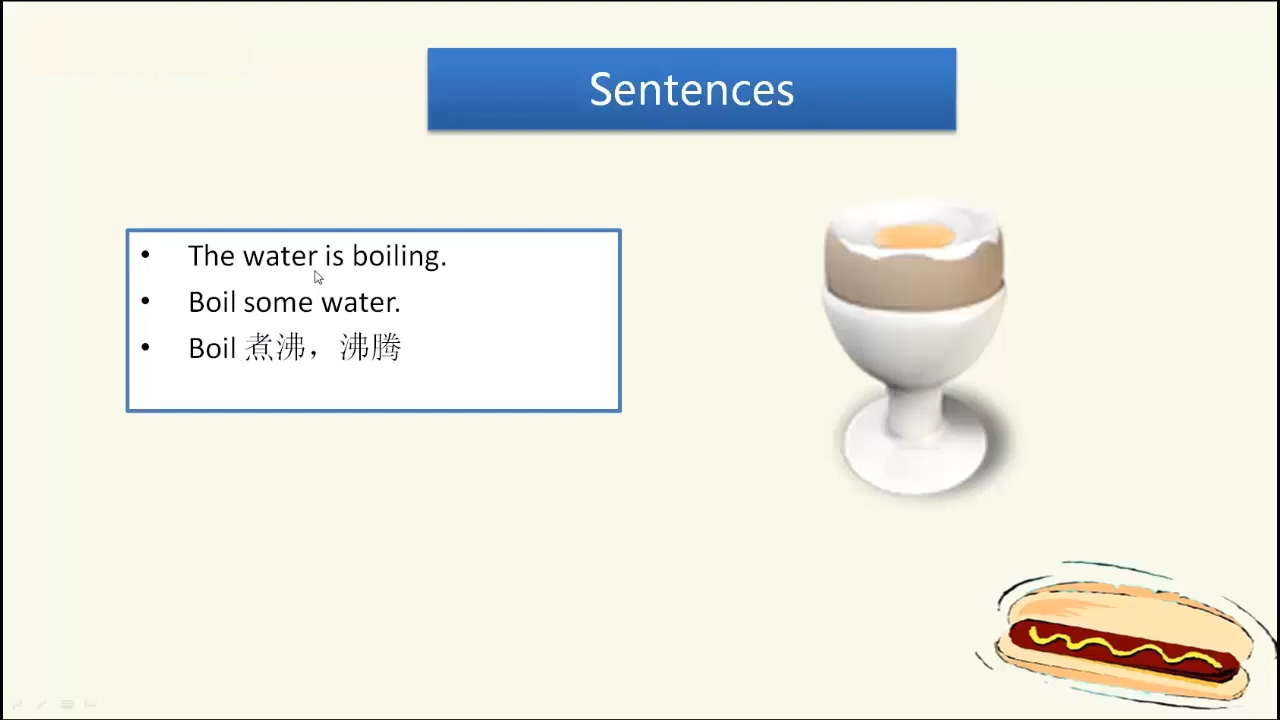 Sentences
• The water is boiling.
• Boil some water.
• Boil 煮沸，沸腾